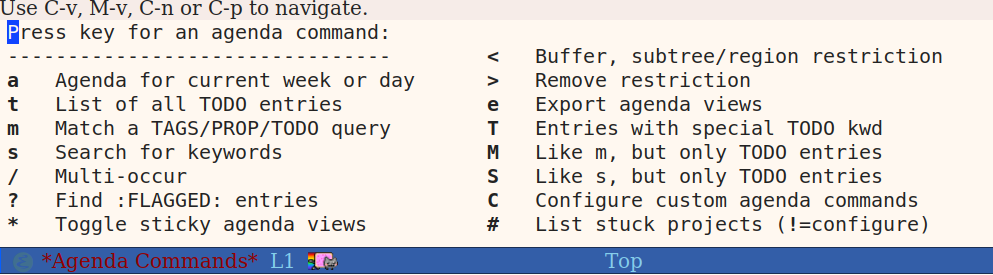 Use C-v, M-v, C-n or C-p to navigate.
Press key for an agenda command:
--------------------------------        <   Buffer, subtree/region restriction
a   Agenda for current week or day      >   Remove restriction
t   List of all TODO entries            e   Export agenda views
m   Match a TAGS/PROP/TODO query        T   Entries with special TODO kwd
s   Search for keywords                 M   Like m, but only TODO entries
/   Multi-occur                         S   Like s, but only TODO entries
?   Find :FLAGGED: entries              C   Configure custom agenda commands
*   Toggle sticky agenda views          #   List stuck projects (!=configure)
*Agenda Commands* L1 Top